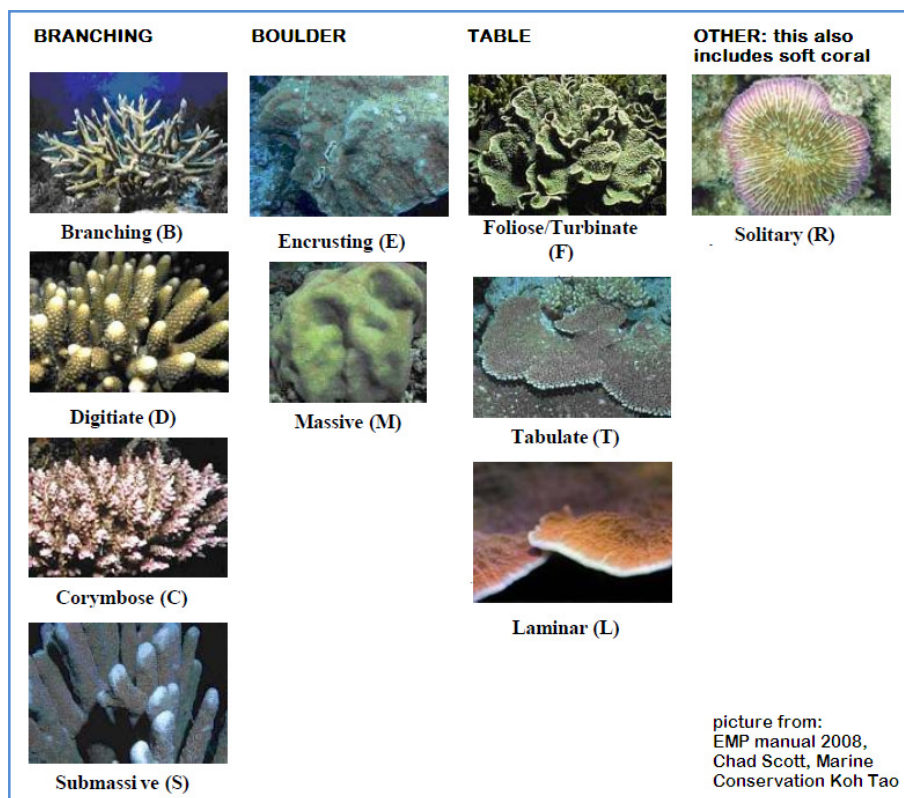 BRANCHING
BOULDER
TABLE
OTHER: this also
includes soft coral
Branching (B)
Encrusting (E)
Foliose/Turbinate
(F)
Solitary (R)
Digitiate (D)
Massive (M)
Tabulate (T)
Corymbose (C)
Laminar (L)
Submassi ve (S)
picture from:
EMP manual 2008,
Chad Scott, Marine
Conservation Koh Tao